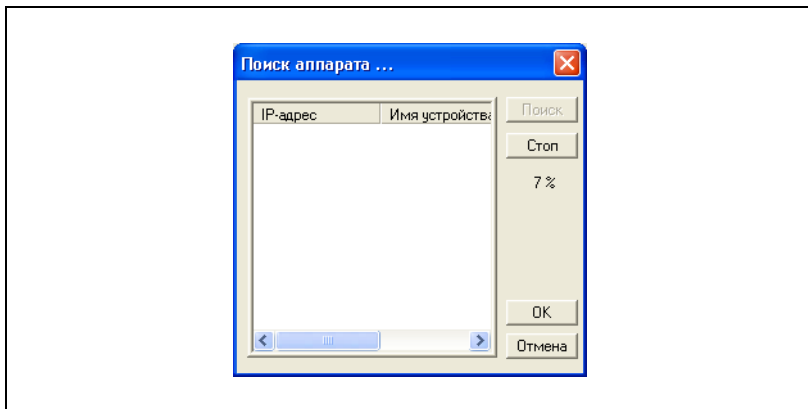 Поиск аппарата ...
IP-адрес Имя устройства
Поиск
Стоп
7 %
OK
Отмена